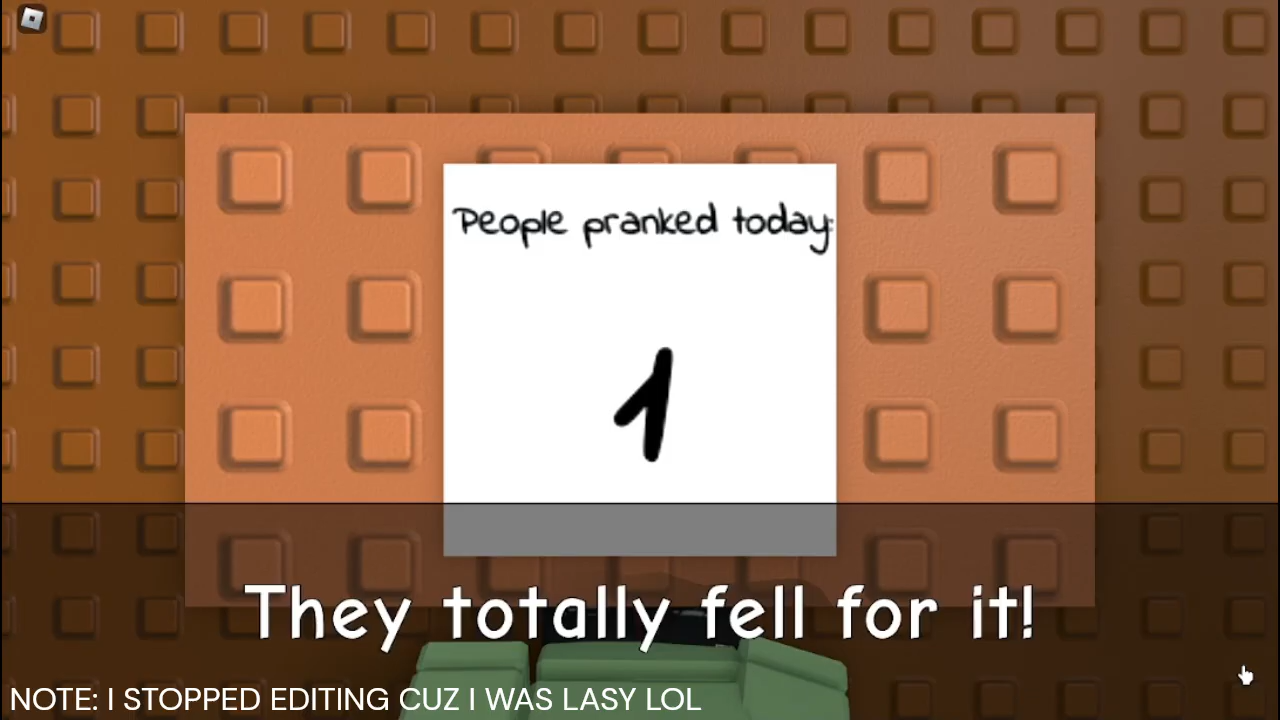 People pranked today:
1
They totally fell for it!
NOTE: I STOPPED EDITING CUZ I WAS LASY LOL